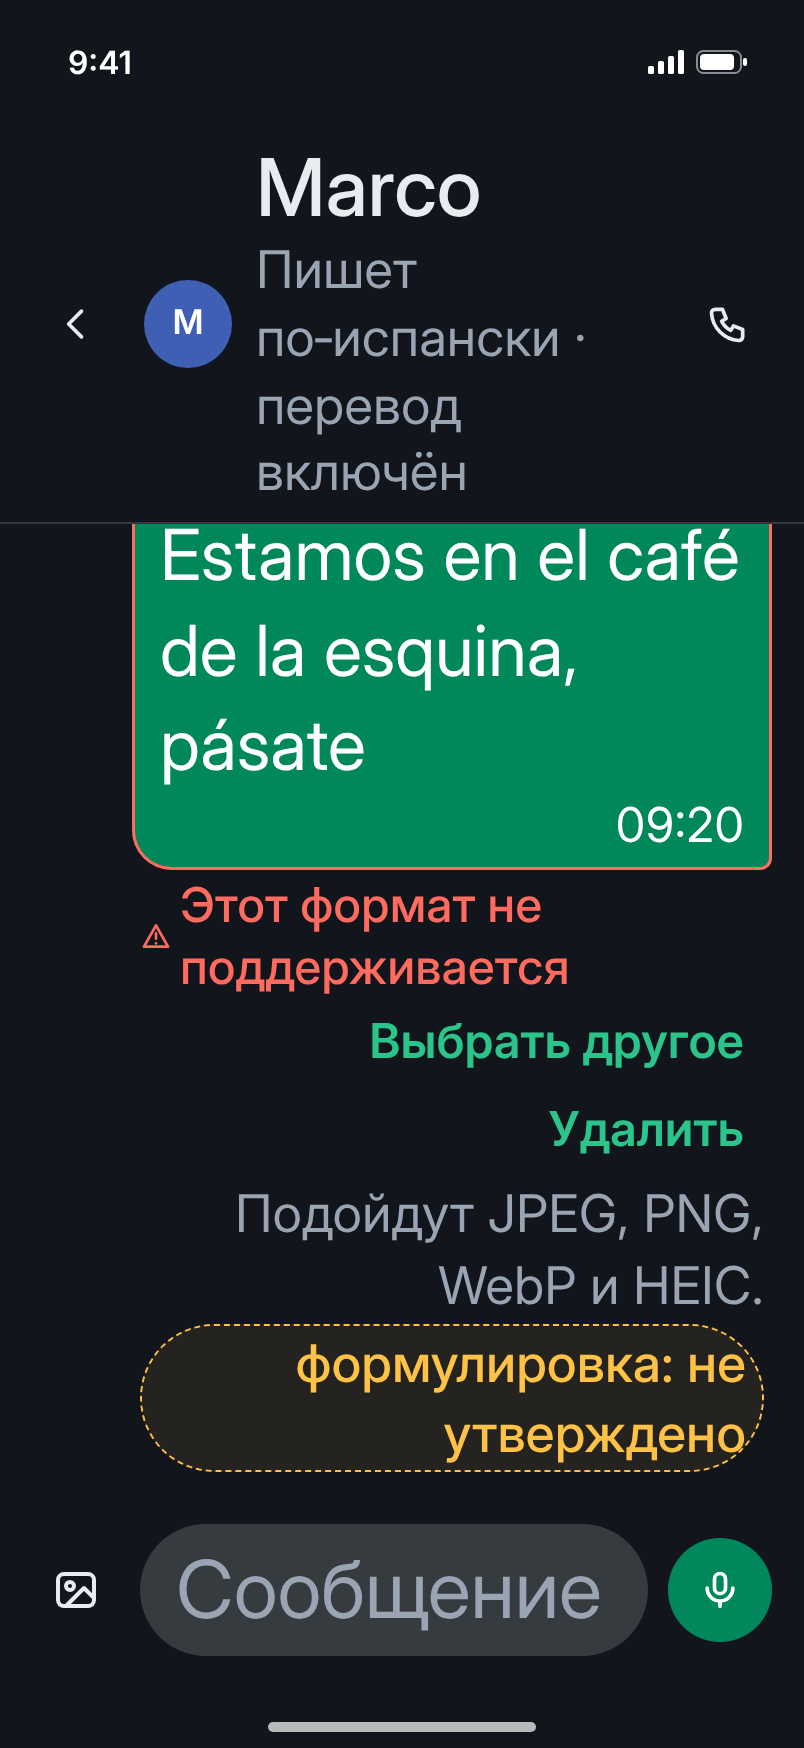 9:41
Marco
Пишет
по-испански ·
перевод
включён
M
Estamos en el café
de la esquina,
pásate
09:20
Этот формат не
поддерживается
Выбрать другое
Удалить
Подойдут JPEG, PNG,
WebP и HEIC.
формулировка: не
утверждено
Сообщение